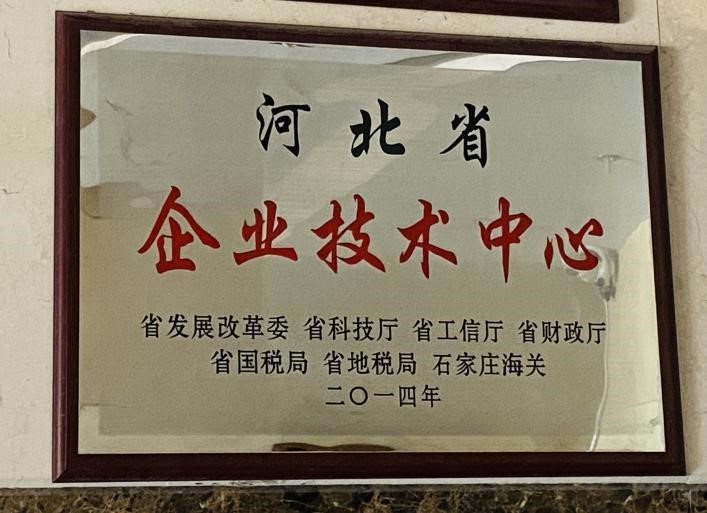 河北省
企业技术中心
省发展改革委 省科技厅 省工信厅 省财政厅
省国税局 省地税局 石家庄海关
二〇一四年